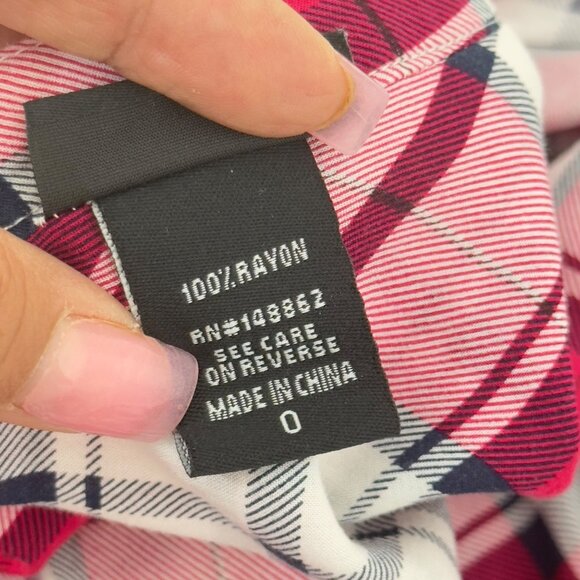 100% RAYON
RN#148862
SEE CARE
ON REVERSE
MADE IN CHINA
0